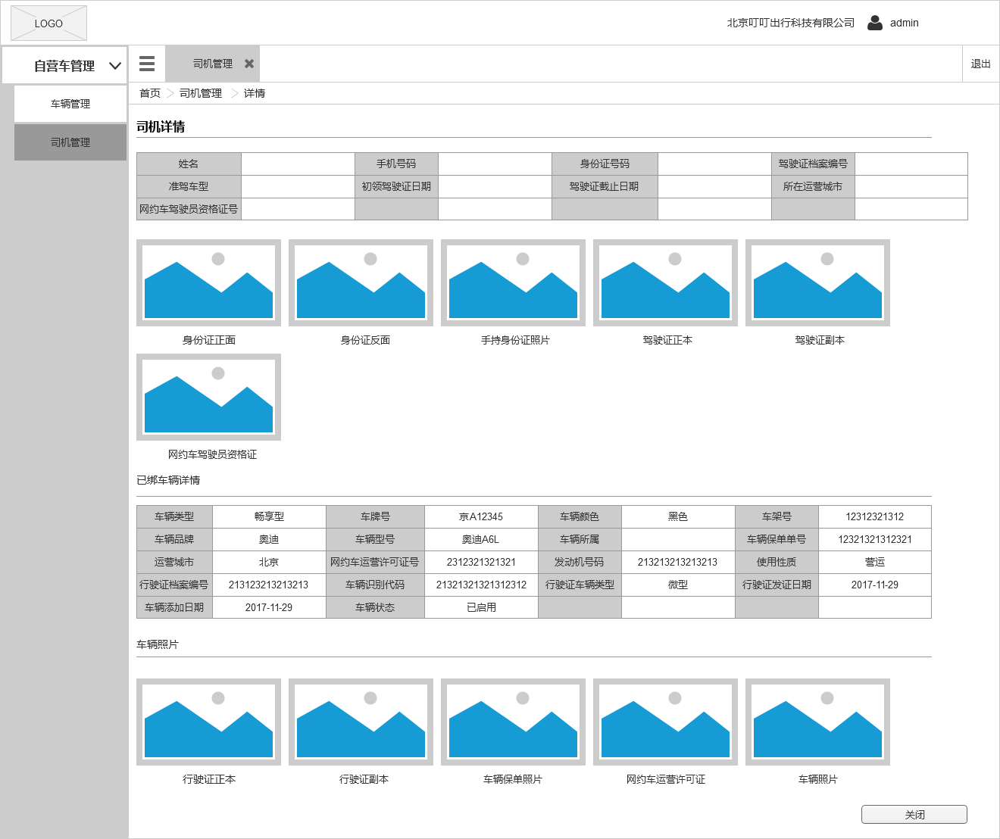 LOGO
北京叮叮出行科技有限公司 admin
自营车管理
司机管理
退出
车辆管理
司机管理
首页 司机管理 详情
司机详情
姓名 手机号码 身份证号码 驾驶证档案编号
准驾车型 初领驾驶证日期 驾驶证截止日期 所在运营城市
网约车驾驶员资格证号
身份证正面 身份证反面 手持身份证照片 驾驶证正本 驾驶证副本
网约车驾驶员资格证
已绑车辆详情
车辆类型 畅享型 车牌号 京A12345 车辆颜色 黑色 车架号 12312321312
车辆品牌 奥迪 车辆型号 奥迪A6L 车辆所属 车辆保单单号 12321321312321
运营城市 北京 网约车运营许可证号 2312321321321 发动机号码 213213213213213 使用性质 营运
行驶证档案编号 213123213213213 车辆识别代码 21321321321312312 行驶证车辆类型 微型 行驶证发证日期 2017-11-29
车辆添加日期 2017-11-29 车辆状态 已启用
车辆照片
行驶证正本 行驶证副本 车辆保单照片 网约车运营许可证 车辆照片
关闭